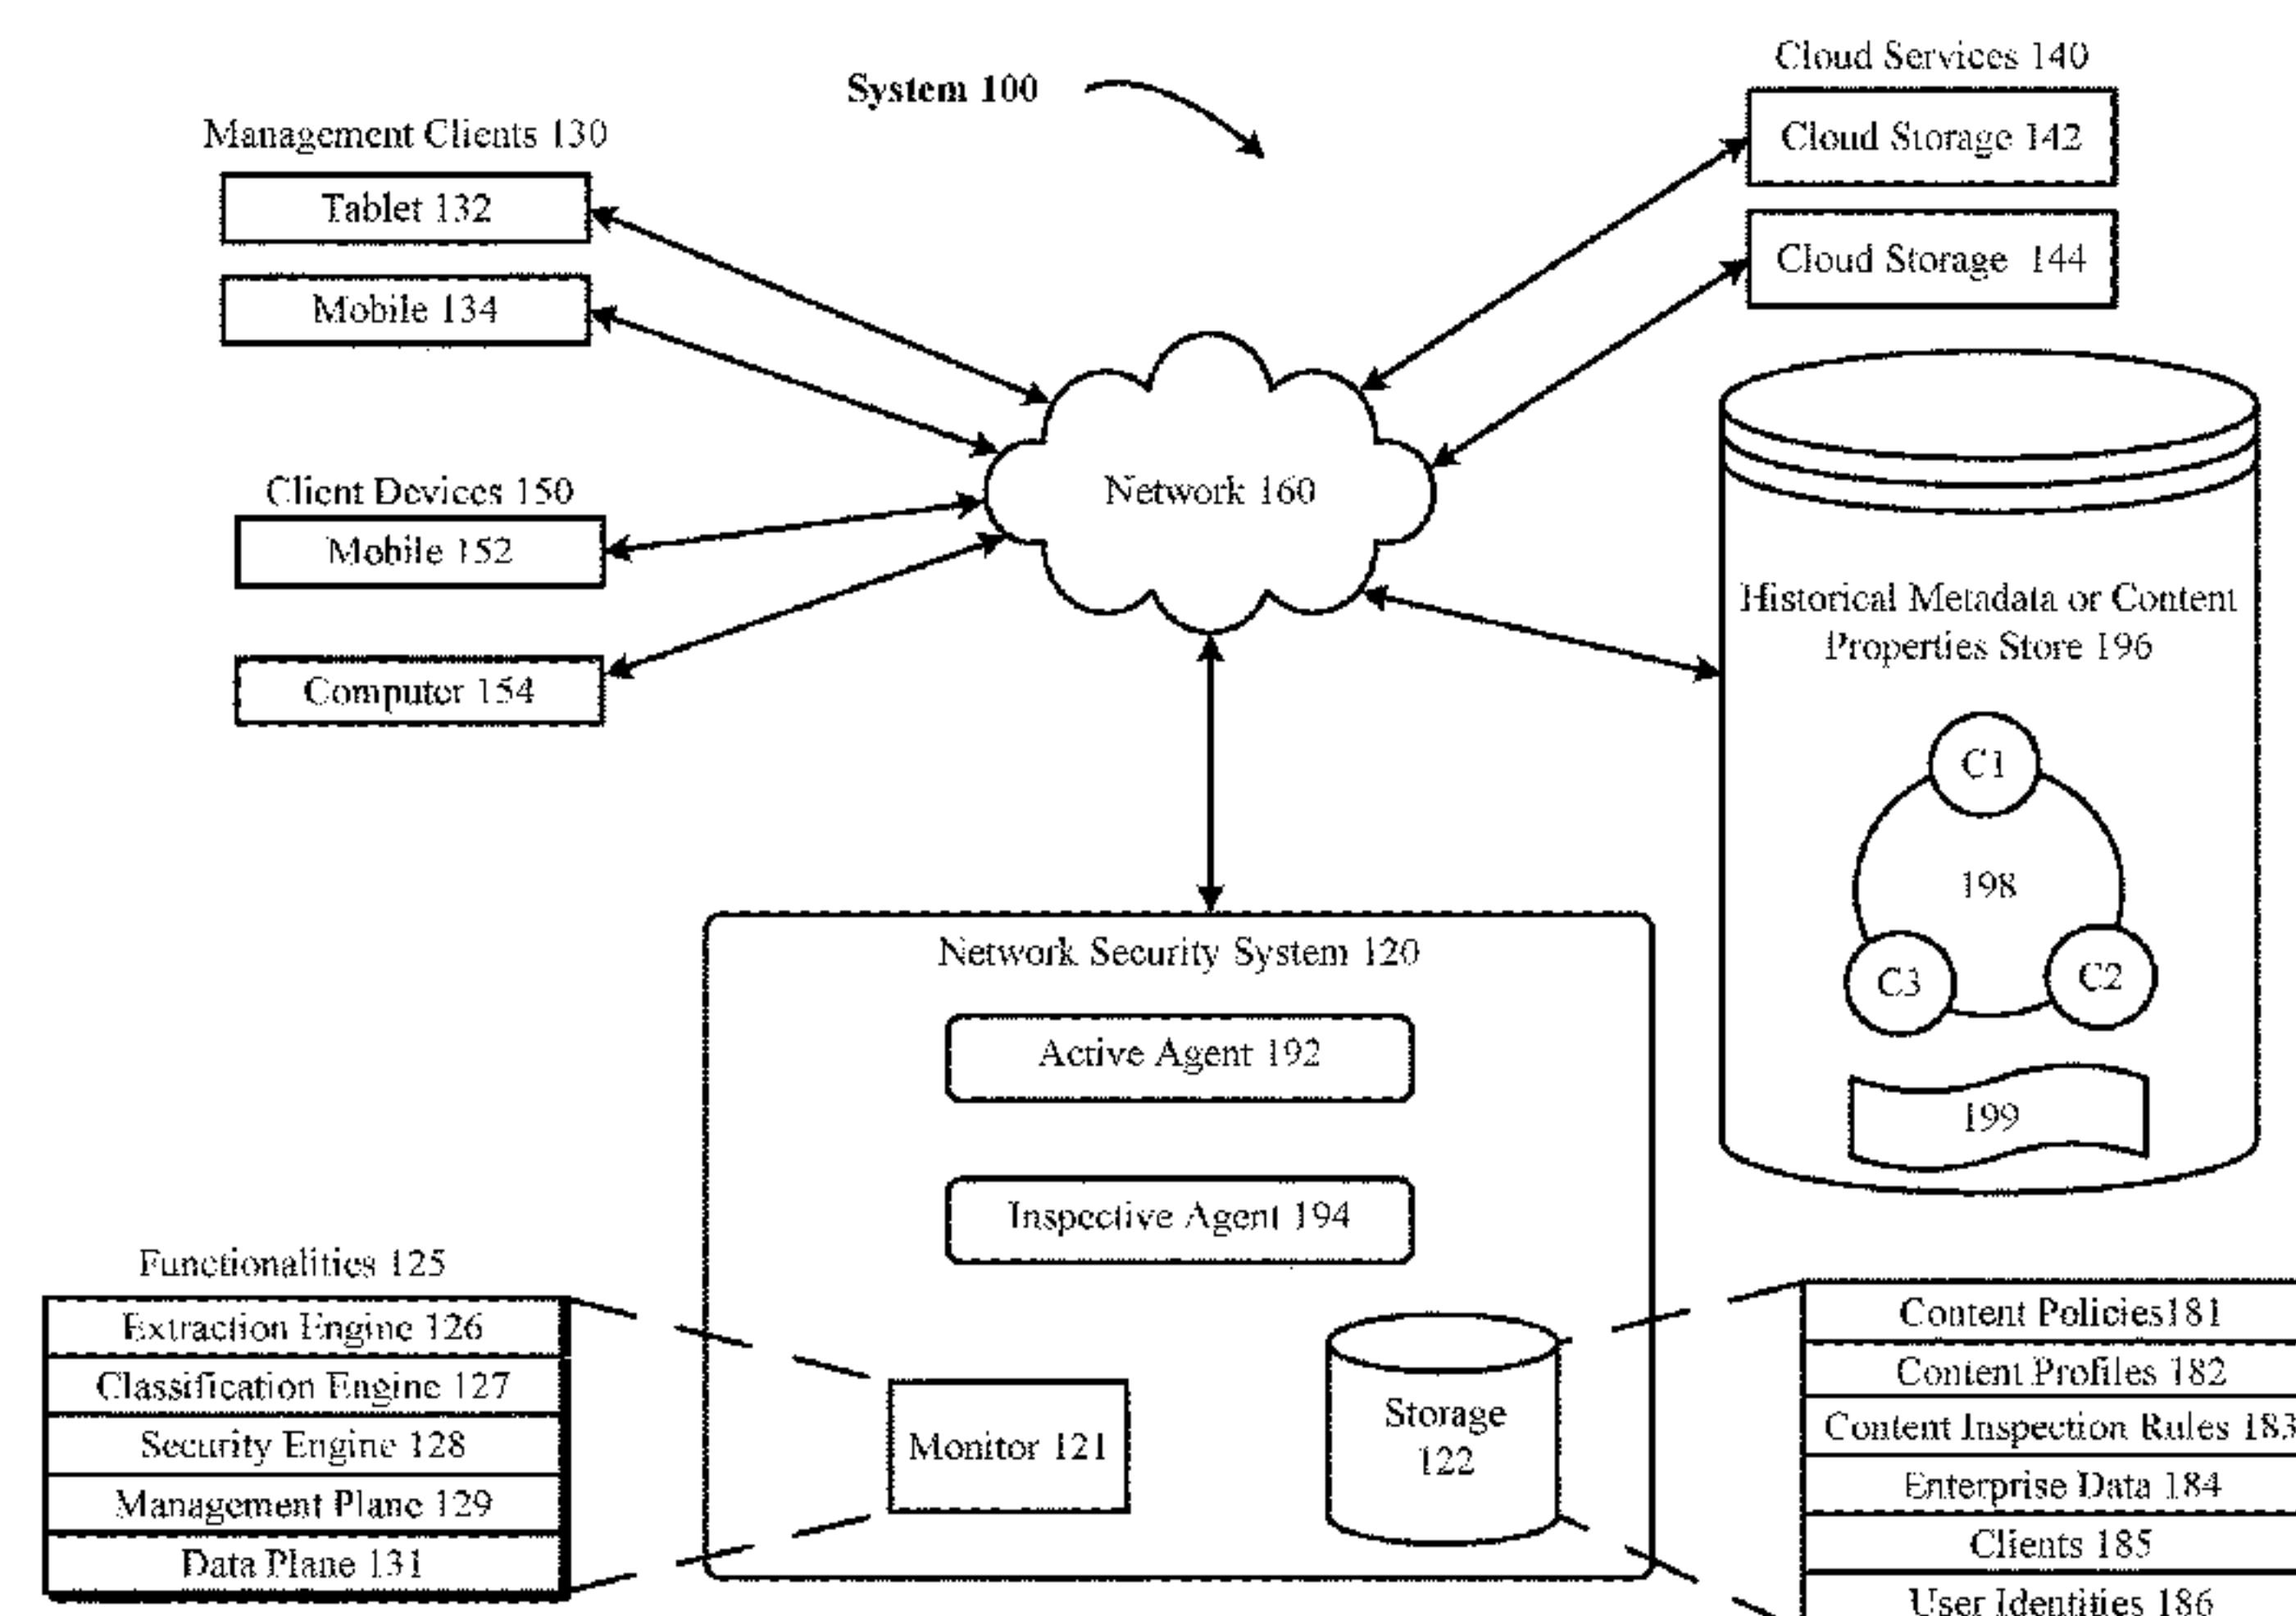 System 100
Cloud Services 140
Cloud Storage 142
Cloud Storage 144
Management Clients 130
Tablet 132
Mobile 134
Client Devices 150
Mobile 152
Computer 154
Network 160
Historical Metadata or Content
Properties Store 196
C1
198
C3
C2
199
Network Security System 120
Active Agent 192
Inspective Agent 194
Monitor 121
Storage
122
Functionalities 125
Extraction Engine 126
Classification Engine 127
Security Engine 128
Management Plane 129
Data Plane 131
Content Policies181
Content Profiles 182
Content Inspection Rules 183
Enterprise Data 184
Clients 185
User Identities 186